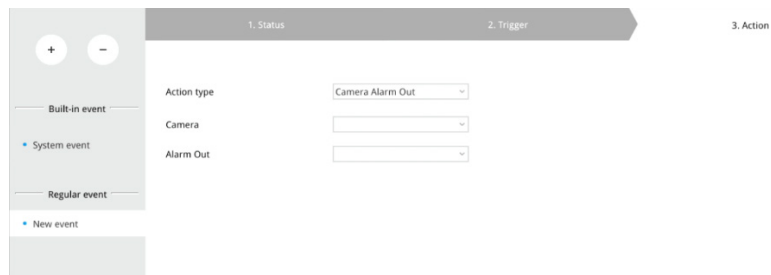 1. Status
2. Trigger
3. Action
+
−
Built-in event
System event
Regular event
New event
Action type
Camera Alarm Out
Camera
Alarm Out